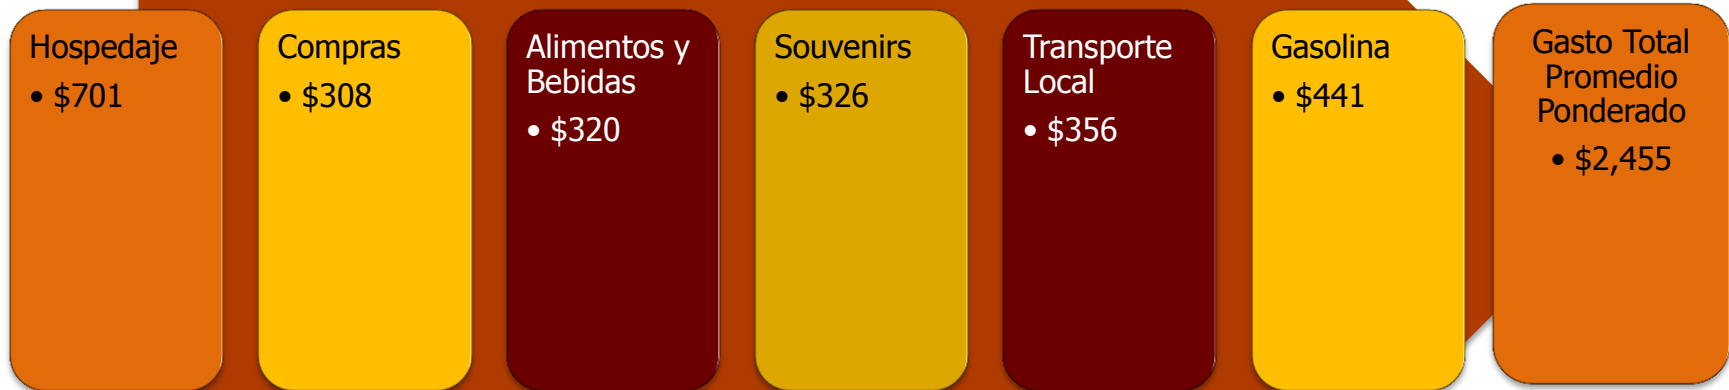 Hospedaje
• $701
Compras
• $308
Alimentos y
Bebidas
• $320
Souvenirs
• $326
Transporte
Local
• $356
Gasolina
• $441
Gasto Total
Promedio
Ponderado
• $2,455